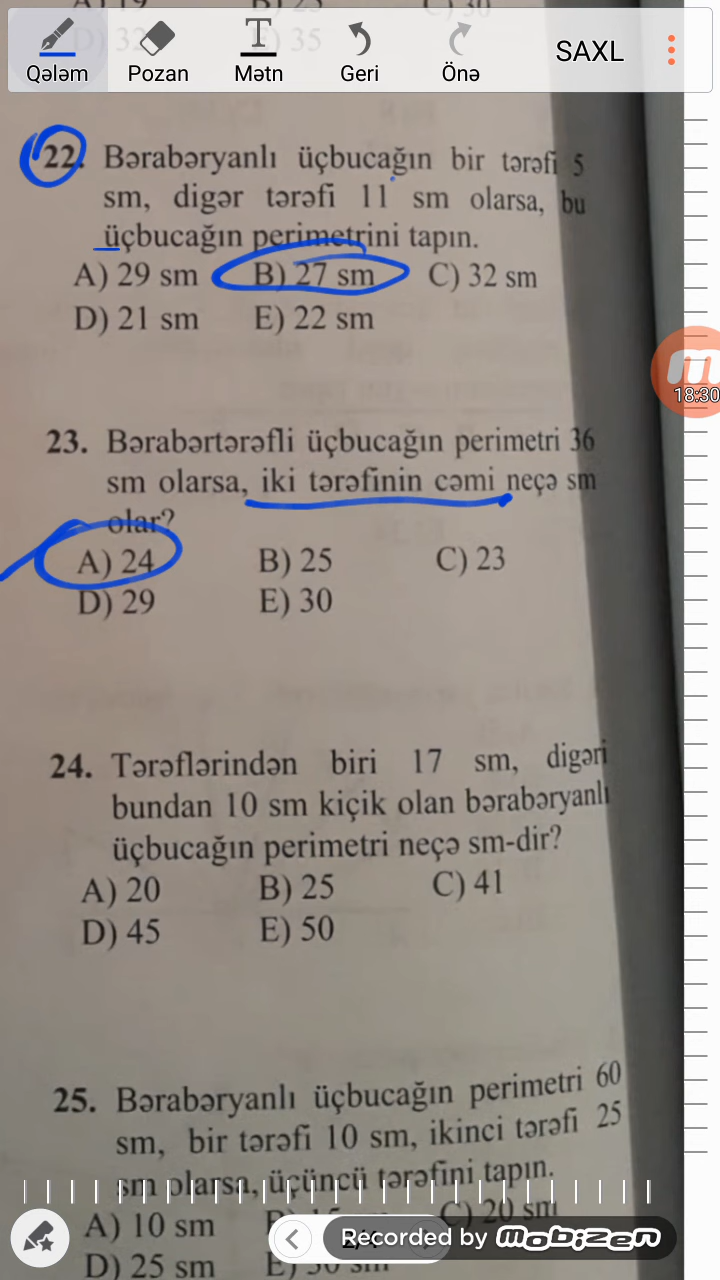 Qələm
Pozan
Mətn
Geri
Önə
SAXL
D) 32
E) 35
22. Bərabəryanlı üçbucağın bir tərəfi 5
sm, digər tərəfi 11 sm olarsa, bu
üçbucağın perimetrini tapın.
A) 29 sm B) 27 sm C) 32 sm
D) 21 sm E) 22 sm
18:30
23. Bərabərtərəfli üçbucağın perimetri 36
sm olarsa, iki tərəfinin cəmi neçə sm
olar?
A) 24 B) 25 C) 23
D) 29 E) 30
24. Tərəflərindən biri 17 sm, digəri
bundan 10 sm kiçik olan bərabəryanlı
üçbucağın perimetri neçə sm-dir?
A) 20 B) 25 C) 41
D) 45 E) 50
25. Bərabəryanlı üçbucağın perimetri 60
sm, bir tərəfi 10 sm, ikinci tərəfi 25
sm olarsa, üçüncü tərəfini tapın.
A) 10 sm C) 20 sm
D) 25 sm
Recorded by mobizen